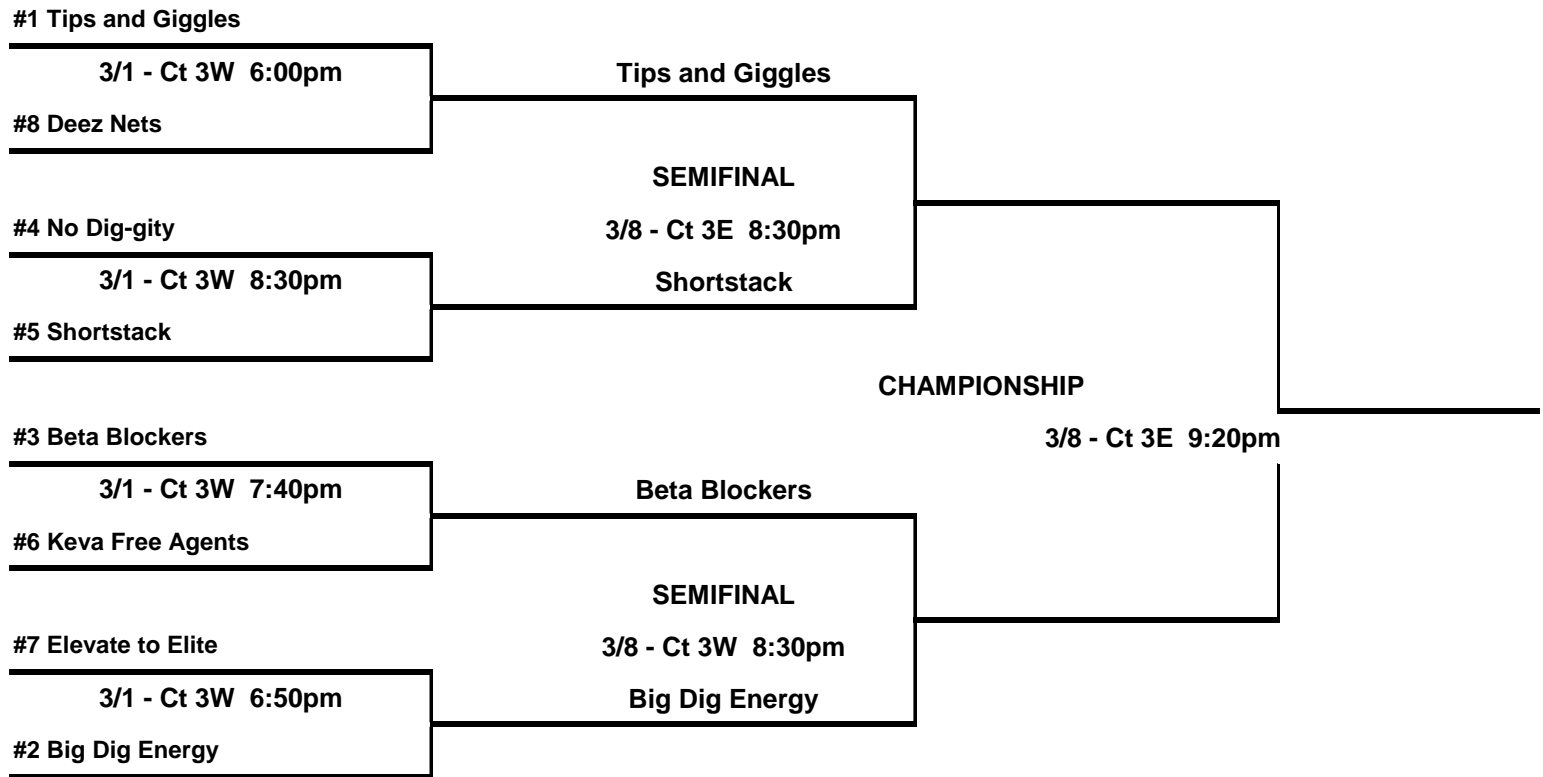 #1 Tips and Giggles
3/1 - Ct 3W 6:00pm
Tips and Giggles
#8 Deez Nets
SEMIFINAL
#4 No Dig-gity
3/8 - Ct 3E 8:30pm
3/1 - Ct 3W 8:30pm
Shortstack
#5 Shortstack
CHAMPIONSHIP
#3 Beta Blockers
3/8 - Ct 3E 9:20pm
3/1 - Ct 3W 7:40pm
Beta Blockers
#6 Keva Free Agents
SEMIFINAL
#7 Elevate to Elite
3/8 - Ct 3W 8:30pm
3/1 - Ct 3W 6:50pm
Big Dig Energy
#2 Big Dig Energy